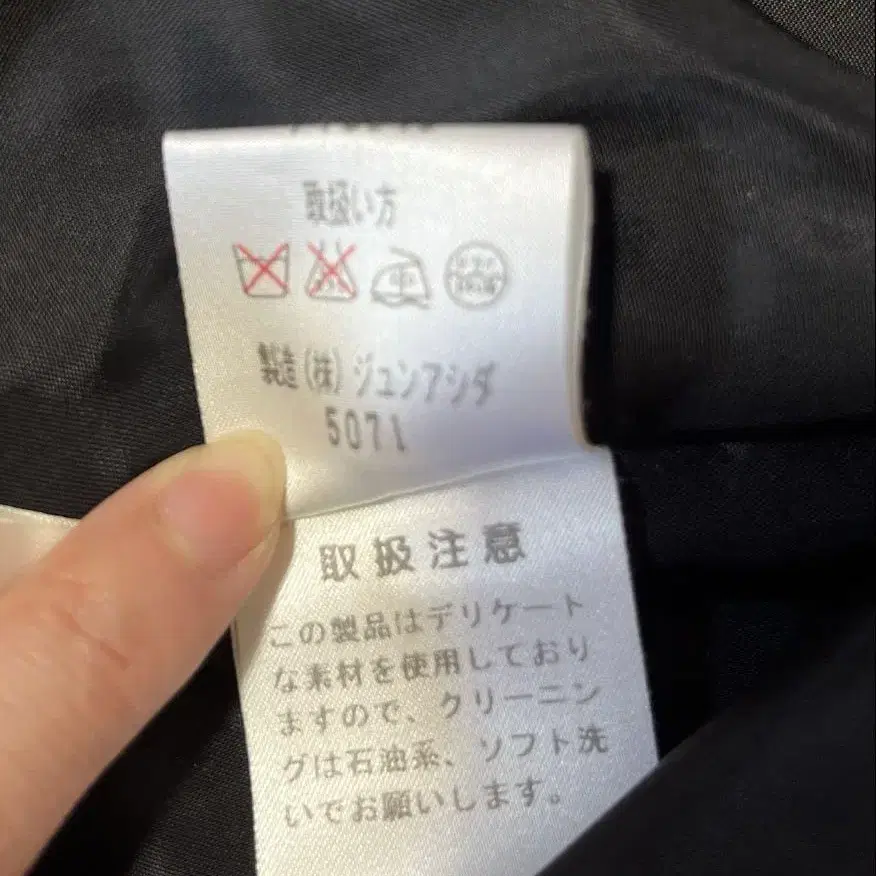 取扱い方
製造(株)ジュンアシダ
5071
取扱注意
この製品はデリケート
な素材を使用しており
ますので、クリーニン
グは石油系、ソフト洗
いでお願いします。